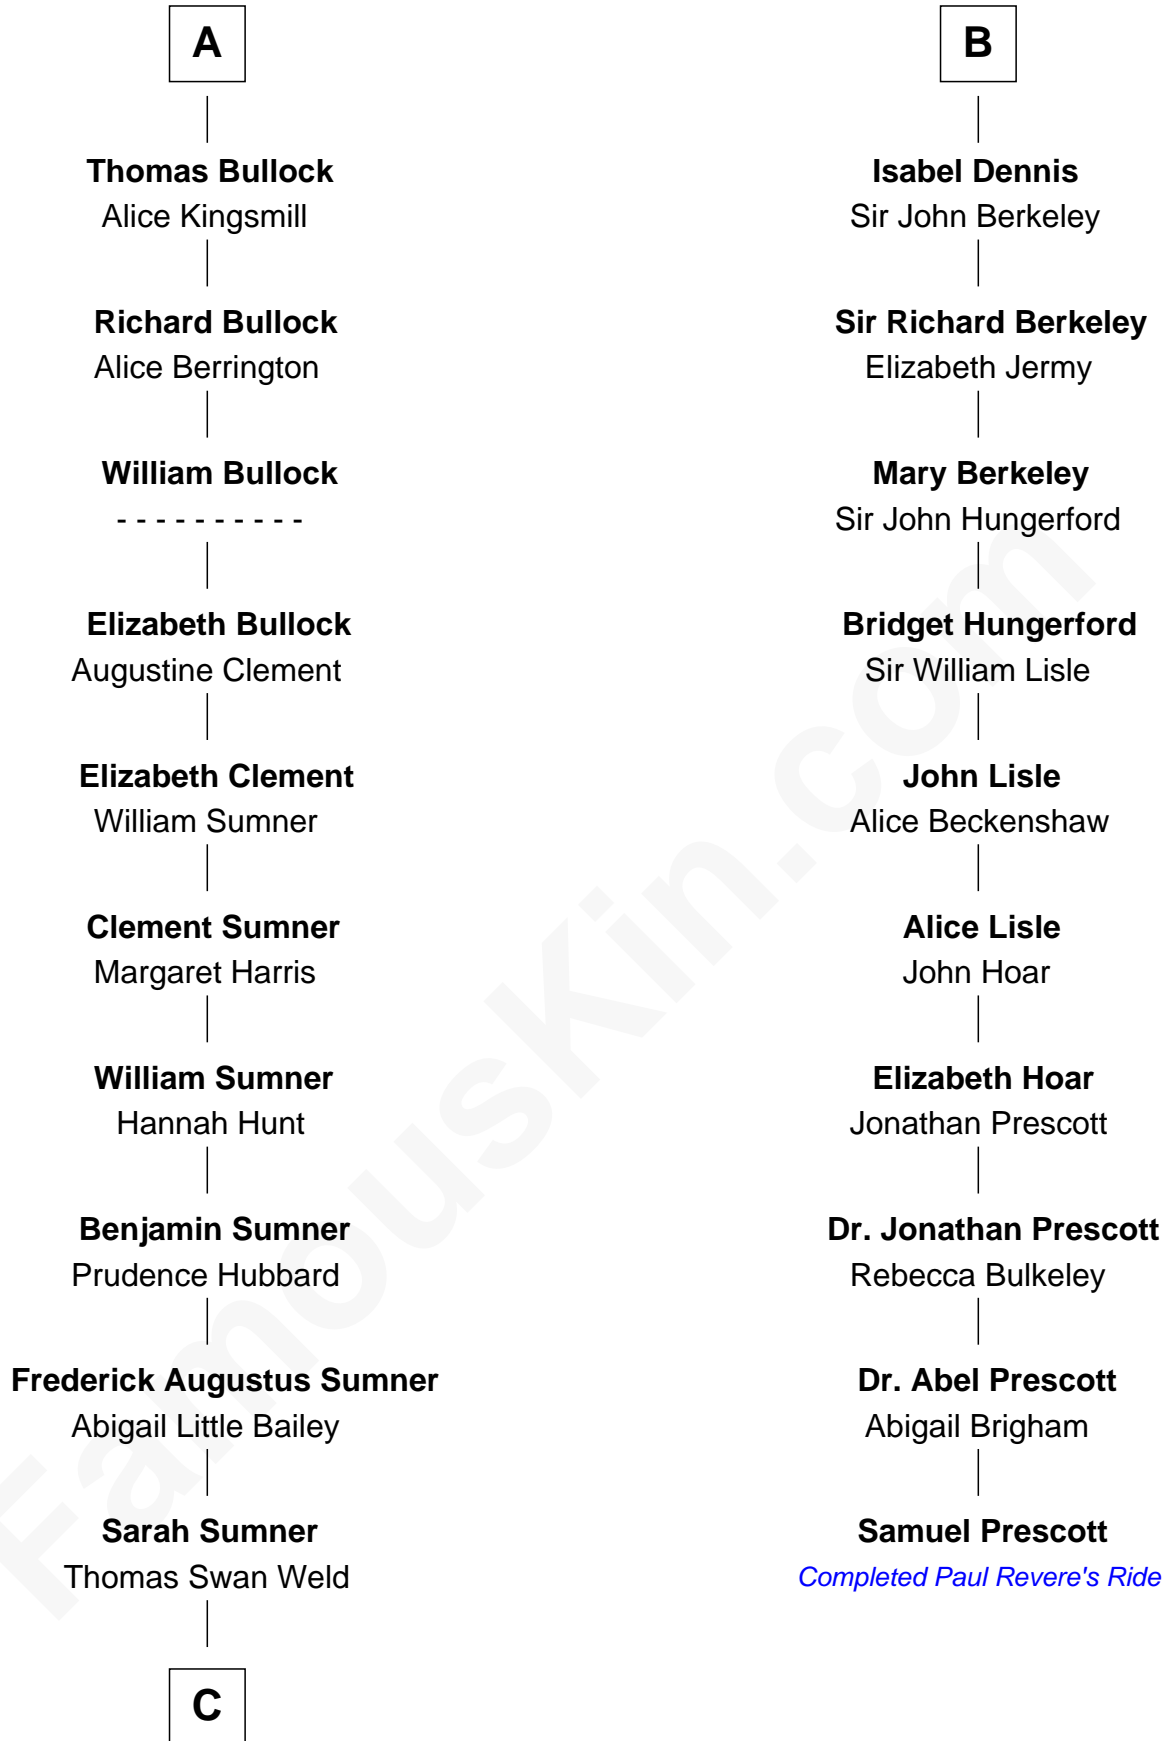 A
Thomas Bullock
Alice Kingsmill
Richard Bullock
Alice Berrington
William Bullock
- - - - - - - - - -
Elizabeth Bullock
Augustine Clement
Elizabeth Clement
William Sumner
Clement Sumner
Margaret Harris
William Sumner
Hannah Hunt
Benjamin Sumner
Prudence Hubbard
Frederick Augustus Sumner
Abigail Little Bailey
Sarah Sumner
Thomas Swan Weld
C
B
Isabel Dennis
Sir John Berkeley
Sir Richard Berkeley
Elizabeth Jermy
Mary Berkeley
Sir John Hungerford
Bridget Hungerford
Sir William Lisle
John Lisle
Alice Beckenshaw
Alice Lisle
John Hoar
Elizabeth Hoar
Jonathan Prescott
Dr. Jonathan Prescott
Rebecca Bulkeley
Dr. Abel Prescott
Abigail Brigham
Samuel Prescott
Completed Paul Revere's Ride
FamousKin.com